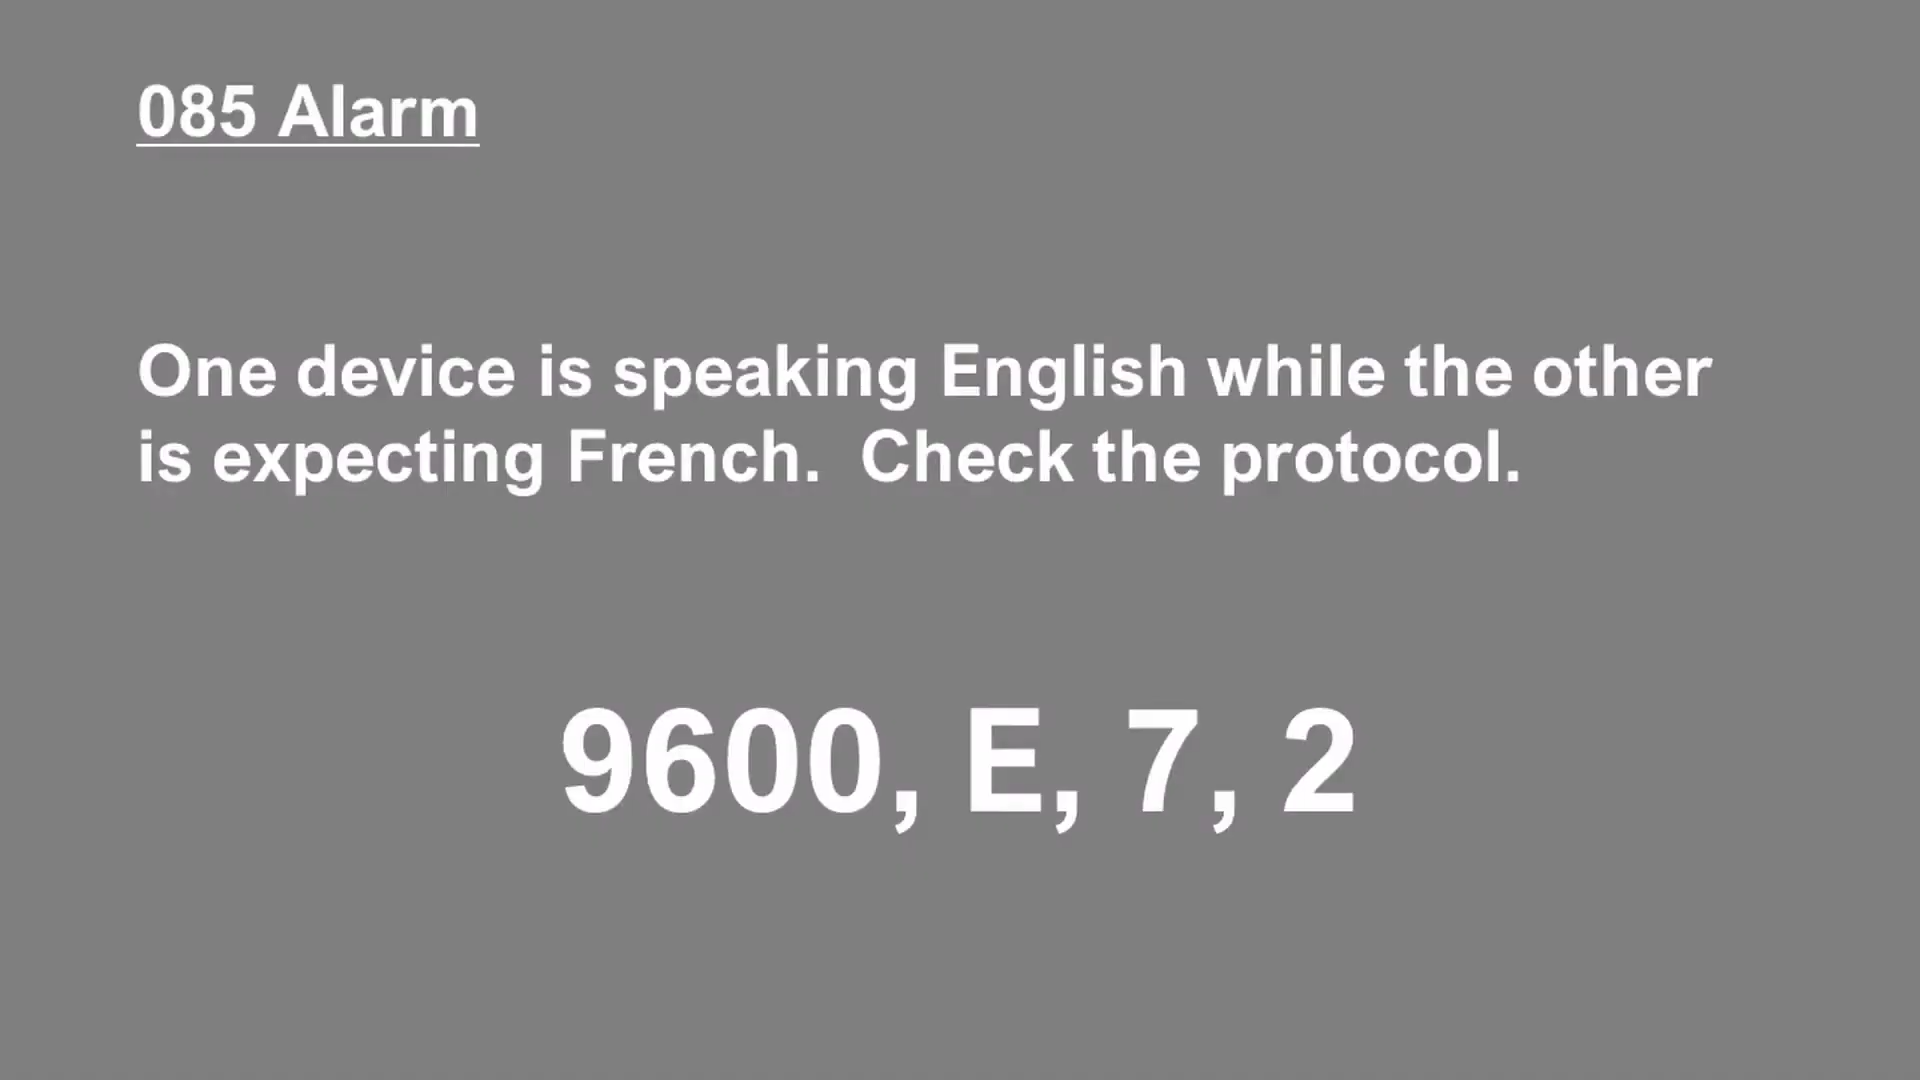 085 Alarm
One device is speaking English while the other
is expecting French.  Check the protocol.
9600, E, 7, 2